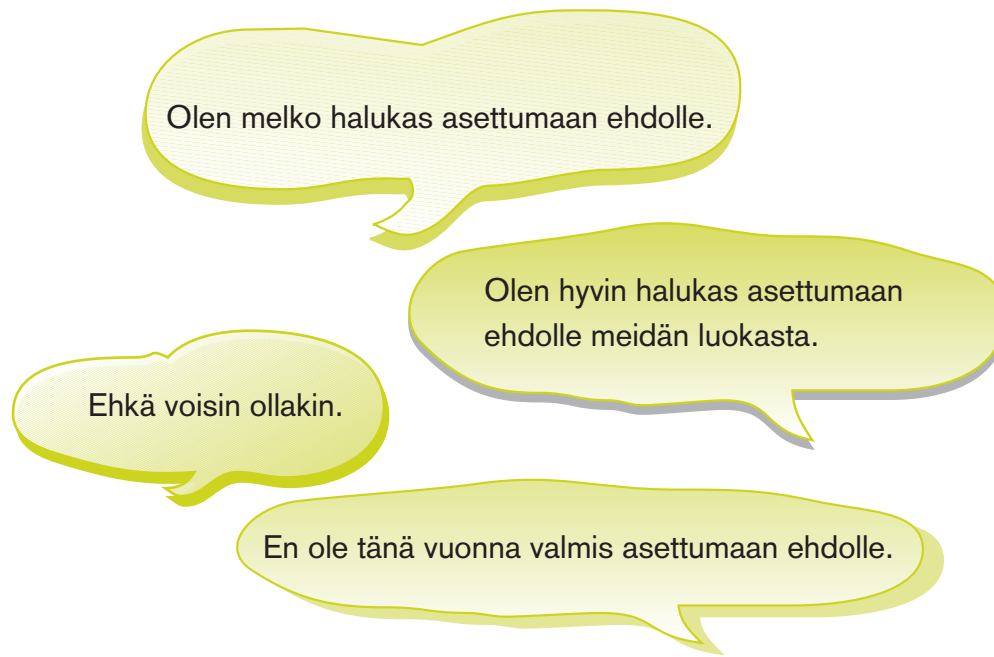 Olen melko halukas asettumaan ehdolle.
Olen hyvin halukas asettumaan
ehdolle meidän luokasta.
Ehkä voisin ollakin.
En ole tänä vuonna valmis asettumaan ehdolle.